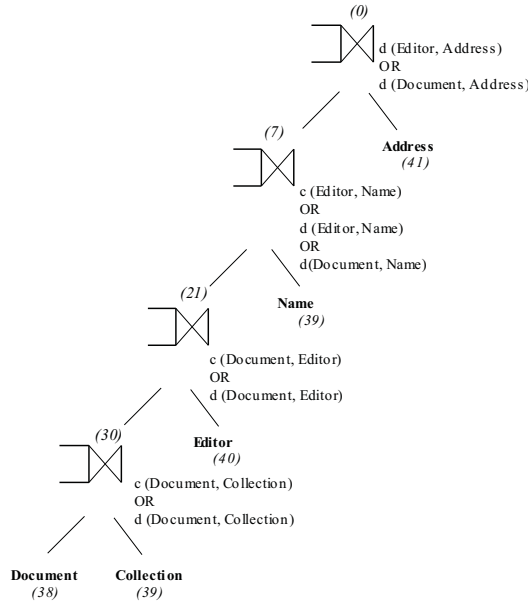 (0)
d (Editor, Address)
OR
d (Document, Address)
(7)
Address
(41)
c (Editor, Name)
OR
d (Editor, Name)
OR
d(Document, Name)
(21)
Name
(39)
c (Document, Editor)
OR
d (Document, Editor)
(30)
Editor
(40)
c (Document, Collection)
OR
d (Document, Collection)
Document
Collection
(38)
(39)